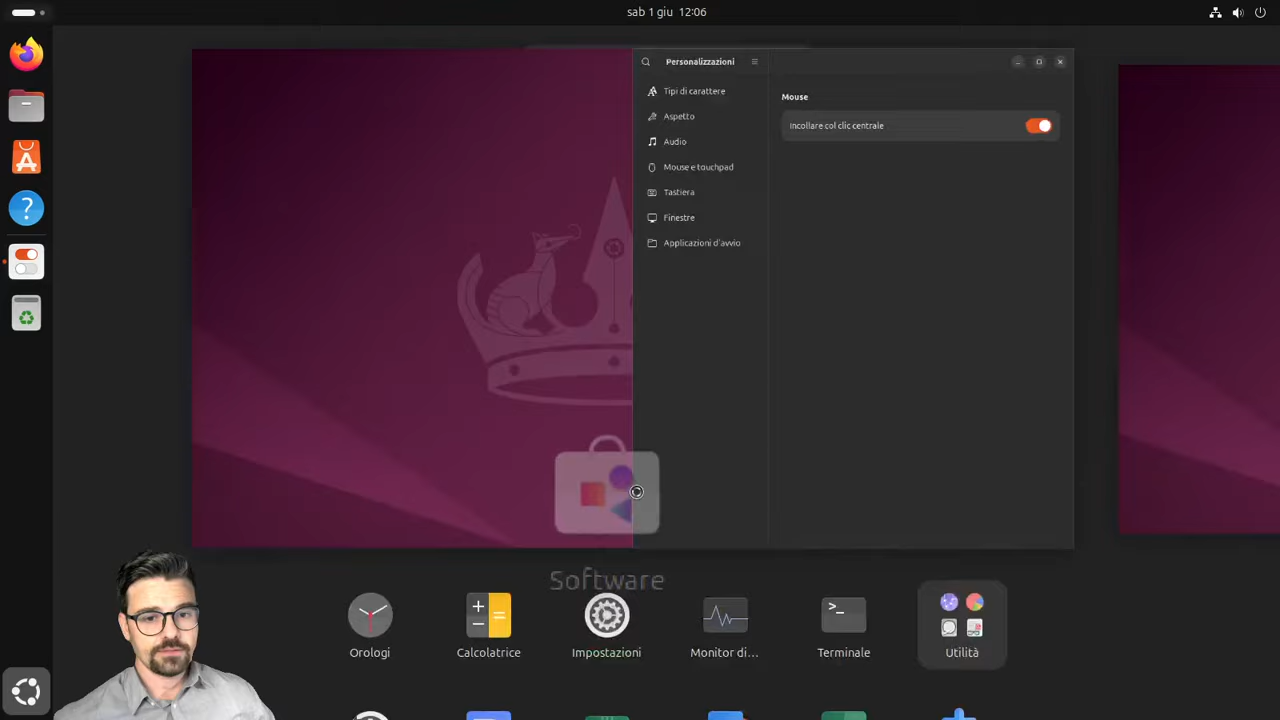 sab 1 giu 12:06
Personalizzazioni
Tipi di carattere
Aspetto
Audio
Mouse e touchpad
Tastiera
Finestre
Applicazioni d'avvio
Mouse
Incollare col clic centrale
Software
Orologi
Calcolatrice
Impostazioni
Monitor di...
Terminale
Utilità